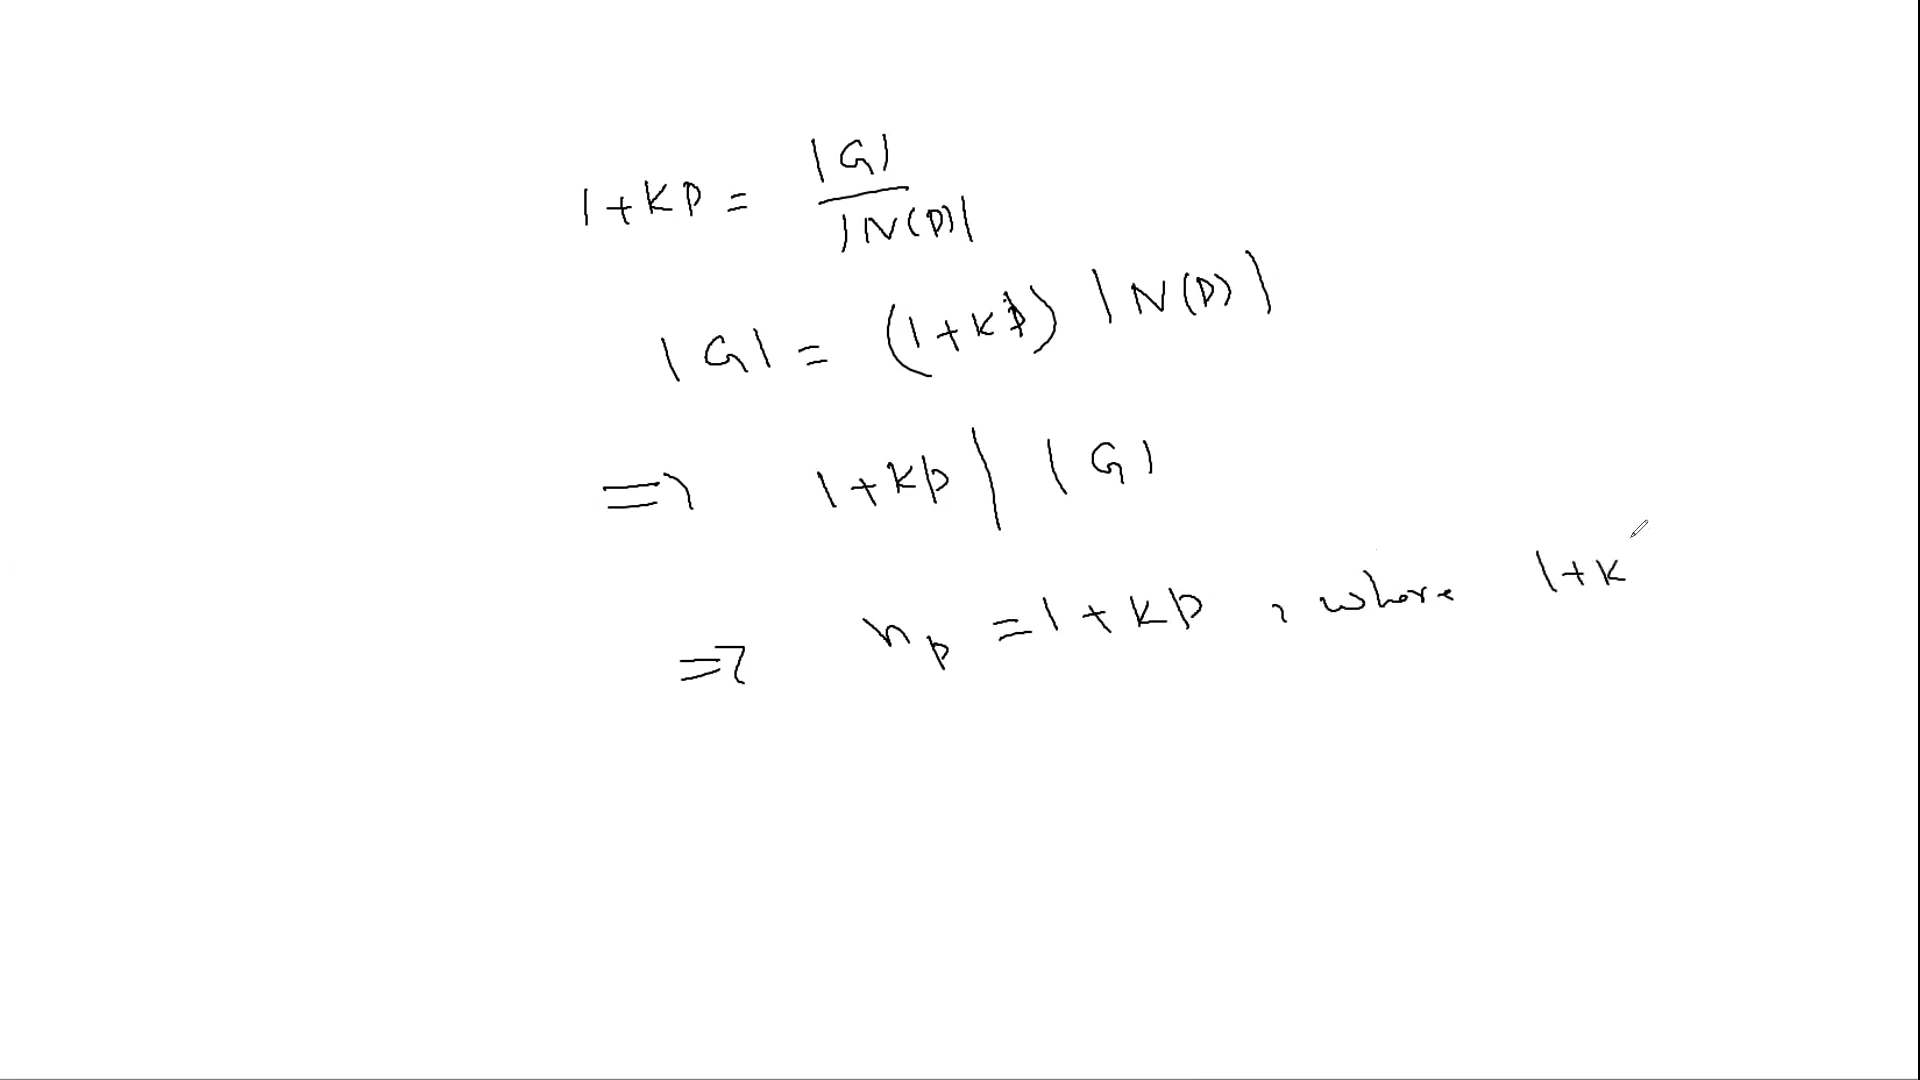 1+KP = |G| / |N(P)|
|G| = (1+KP) |N(P)|
=> 1+KP | |G|
=> n_p = 1+KP, where 1+K